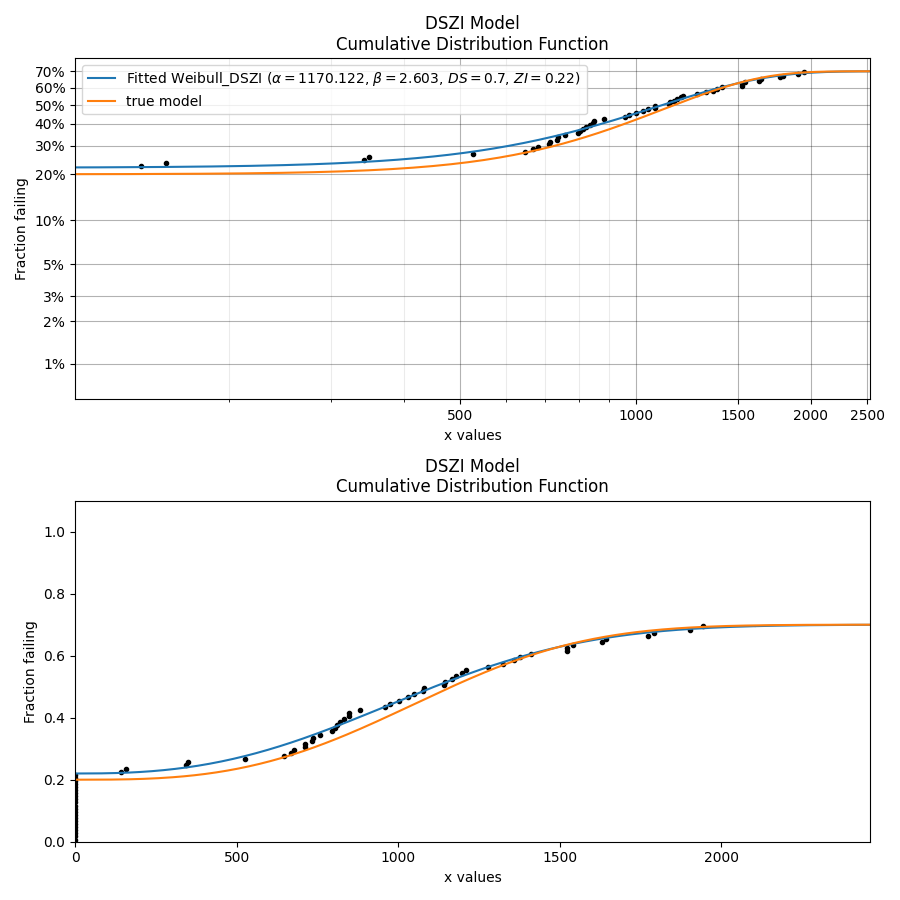 DSZI Model
Cumulative Distribution Function
Fitted Weibull_DSZI (α = 1170.122, β = 2.603, DS = 0.7, ZI = 0.22)
true model
70%
60%
50%
40%
30%
20%
10%
5%
3%
2%
1%
Fraction failing
500
1000
1500
2000
2500
x values
DSZI Model
Cumulative Distribution Function
1.0
0.8
0.6
0.4
0.2
0.0
Fraction failing
0
500
1000
1500
2000
x values